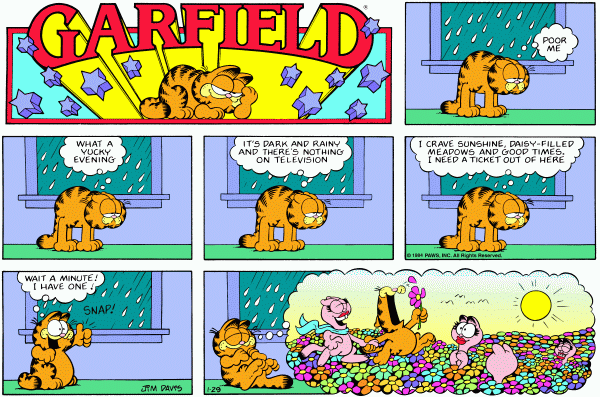 GARFIELD
®
POOR
ME
WHAT A
YUCKY
EVENING
IT'S DARK AND RAINY
AND THERE'S NOTHING
ON TELEVISION
I CRAVE SUNSHINE, DAISY-FILLED
MEADOWS AND GOOD TIMES.
I NEED A TICKET OUT OF HERE
© 1994 PAWS, INC. All Rights Reserved.
WAIT A MINUTE!
I HAVE ONE!
SNAP!
JIM DAVIS
1-29